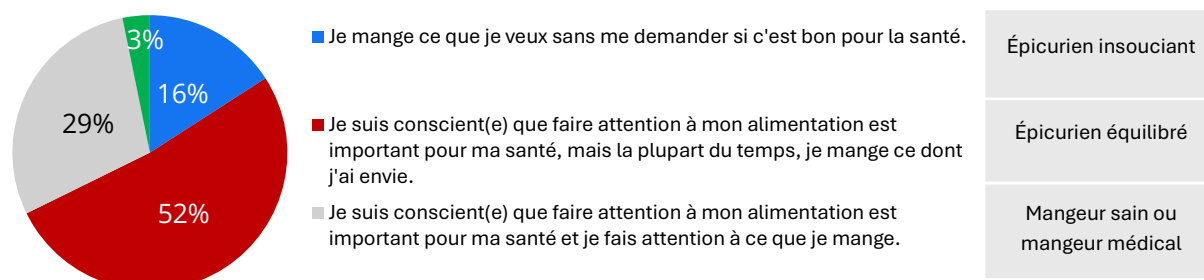 3%
16%
29%
52%
Je mange ce que je veux sans me demander si c'est bon pour la santé.
Je suis conscient(e) que faire attention à mon alimentation est
important pour ma santé, mais la plupart du temps, je mange ce dont
j'ai envie.
Je suis conscient(e) que faire attention à mon alimentation est
important pour ma santé et je fais attention à ce que je mange.
Épicurien insouciant
Épicurien équilibré
Mangeur sain ou
mangeur médical